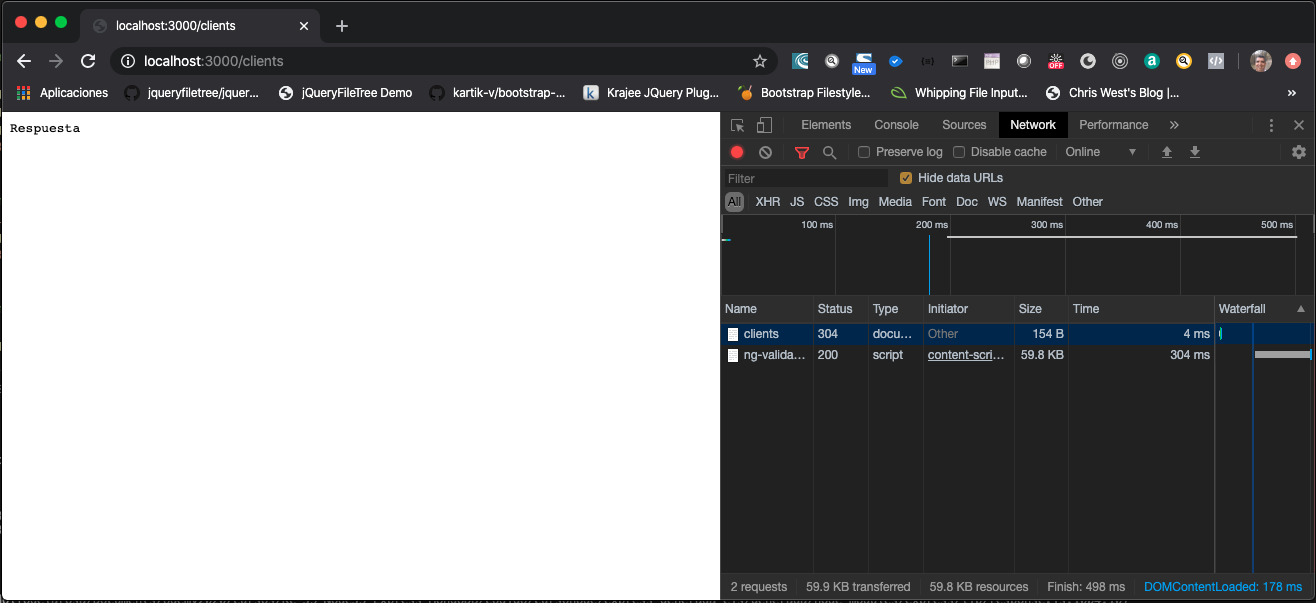 localhost:3000/clients
localhost:3000/clients
New
OFF
Aplicaciones jqueryfiletree/jquer... jQueryFileTree Demo kartik-v/bootstrap-... Krajee JQuery Plug... Bootstrap Filestyle... Whipping File Input... Chris West's Blog |... »
Respuesta
Elements Console Sources Network Performance »
Preserve log Disable cache Online
Filter Hide data URLs
All XHR JS CSS Img Media Font Doc WS Manifest Other
100 ms 200 ms 300 ms 400 ms 500 ms
Name Status Type Initiator Size Time Waterfall
clients 304 docu... Other 154 B 4 ms
ng-valida... 200 script content-scri... 59.8 KB 304 ms
2 requests 59.9 KB transferred 59.8 KB resources Finish: 498 ms DOMContentLoaded: 178 ms